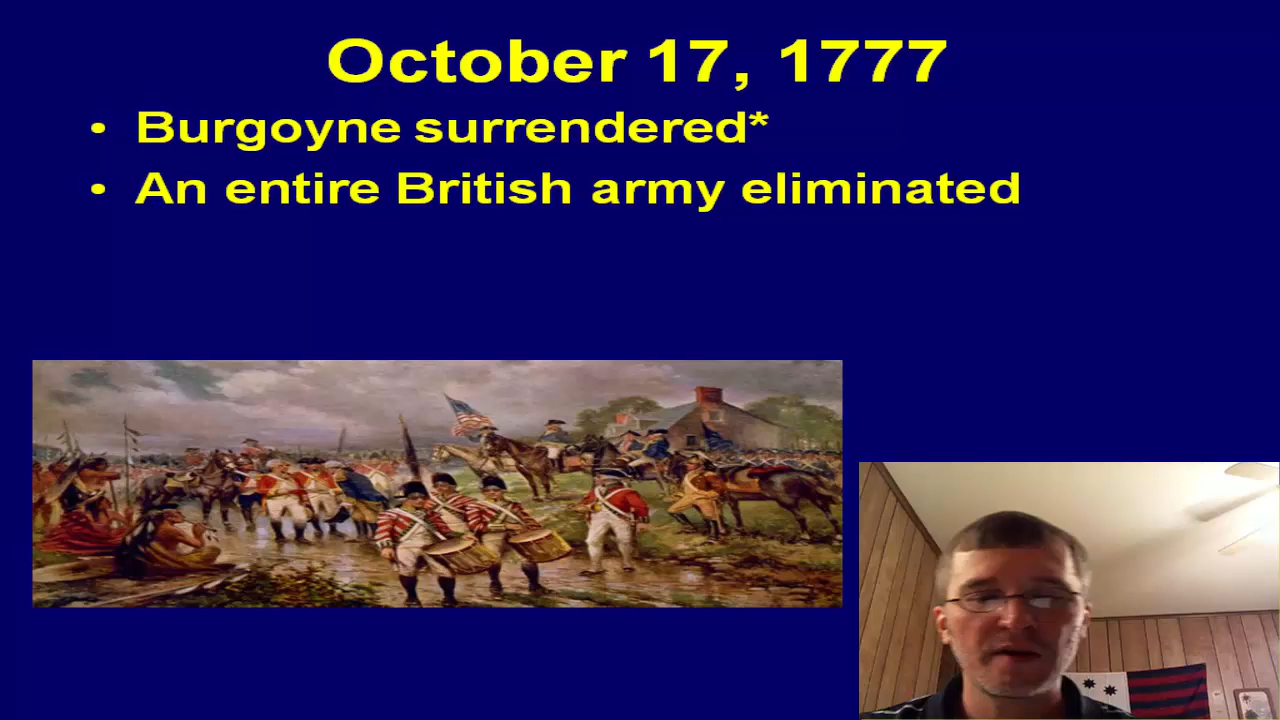 October 17, 1777
• Burgoyne surrendered*
• An entire British army eliminated